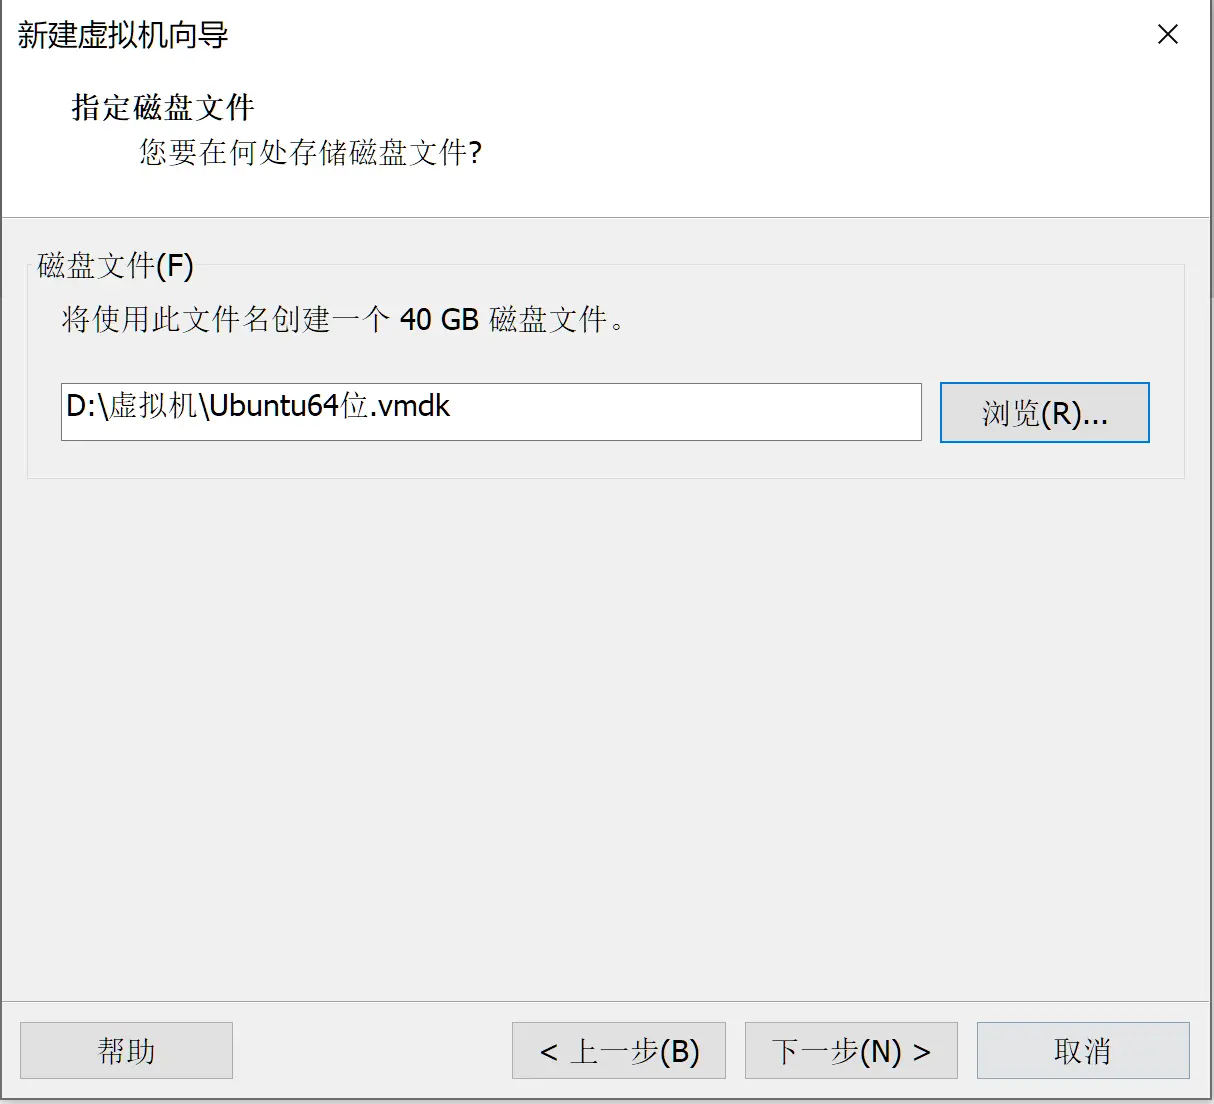 新建虚拟机向导
指定磁盘文件
您要在何处存储磁盘文件?
磁盘文件(F)
将使用此文件名创建一个 40 GB 磁盘文件。
D:\虚拟机\Ubuntu64位.vmdk
浏览(R)...
帮助
< 上一步(B)
下一步(N) >
取消